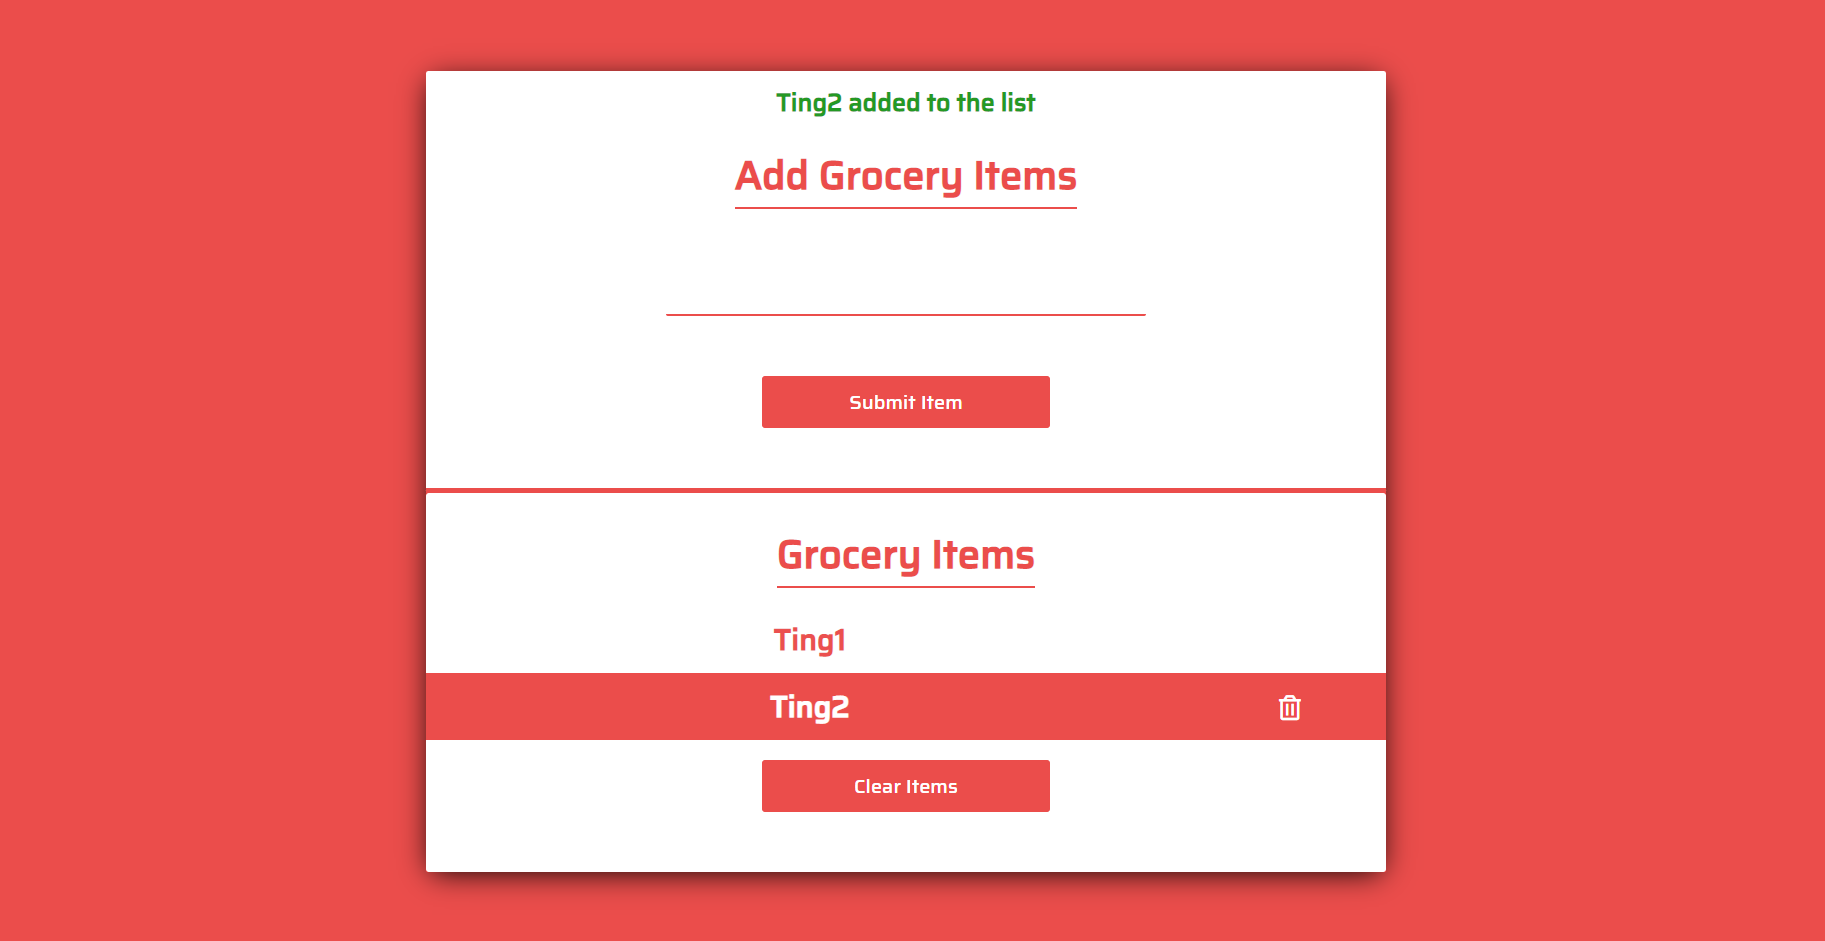 Ting2 added to the list
Add Grocery Items
Submit Item
Grocery Items
Ting1
Ting2
Clear Items